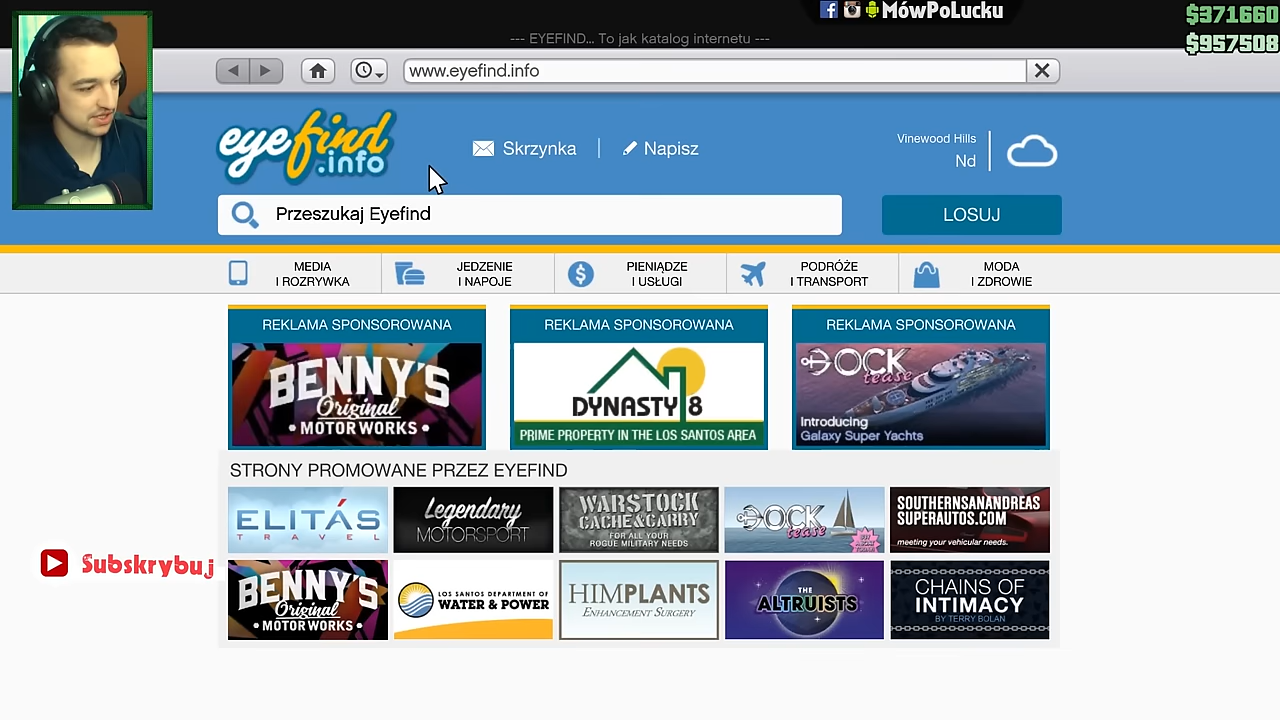 MówPoLucku
$371660
--- EYEFIND... To jak katalog internetu ---
$957508
www.eyefind.info
eyefind
.info
Skrzynka
Napisz
Vinewood Hills
Nd
Przeszukaj Eyefind
LOSUJ
MEDIA
I ROZRYWKA
JEDZENIE
I NAPOJE
PIENIĄDZE
I USŁUGI
PODRÓŻE
I TRANSPORT
MODA
I ZDROWIE
REKLAMA SPONSOROWANA
BENNY'S
Original
MOTOR WORKS
REKLAMA SPONSOROWANA
DYNASTY 8
PRIME PROPERTY IN THE LOS SANTOS AREA
REKLAMA SPONSOROWANA
DOCK
tease
Introducing
Galaxy Super Yachts
STRONY PROMOWANE PRZEZ EYEFIND
ELITÁS
TRAVEL
Legendary
MOTORSPORT
WARSTOCK
CACHE&CARRY
FOR ALL YOUR
ROGUE MILITARY NEEDS
DOCK
tease
SOUTHERNSANANDREAS
SUPERAUTOS.COM
meeting your vehicular needs.
Subskrybuj
BENNY'S
Original
MOTOR WORKS
LOS SANTOS DEPARTMENT OF
WATER & POWER
HIMPLANTS
ENHANCEMENT SURGERY
THE
ALTRUISTS
CHAINS OF
INTIMACY
BY TERRY BOLAN